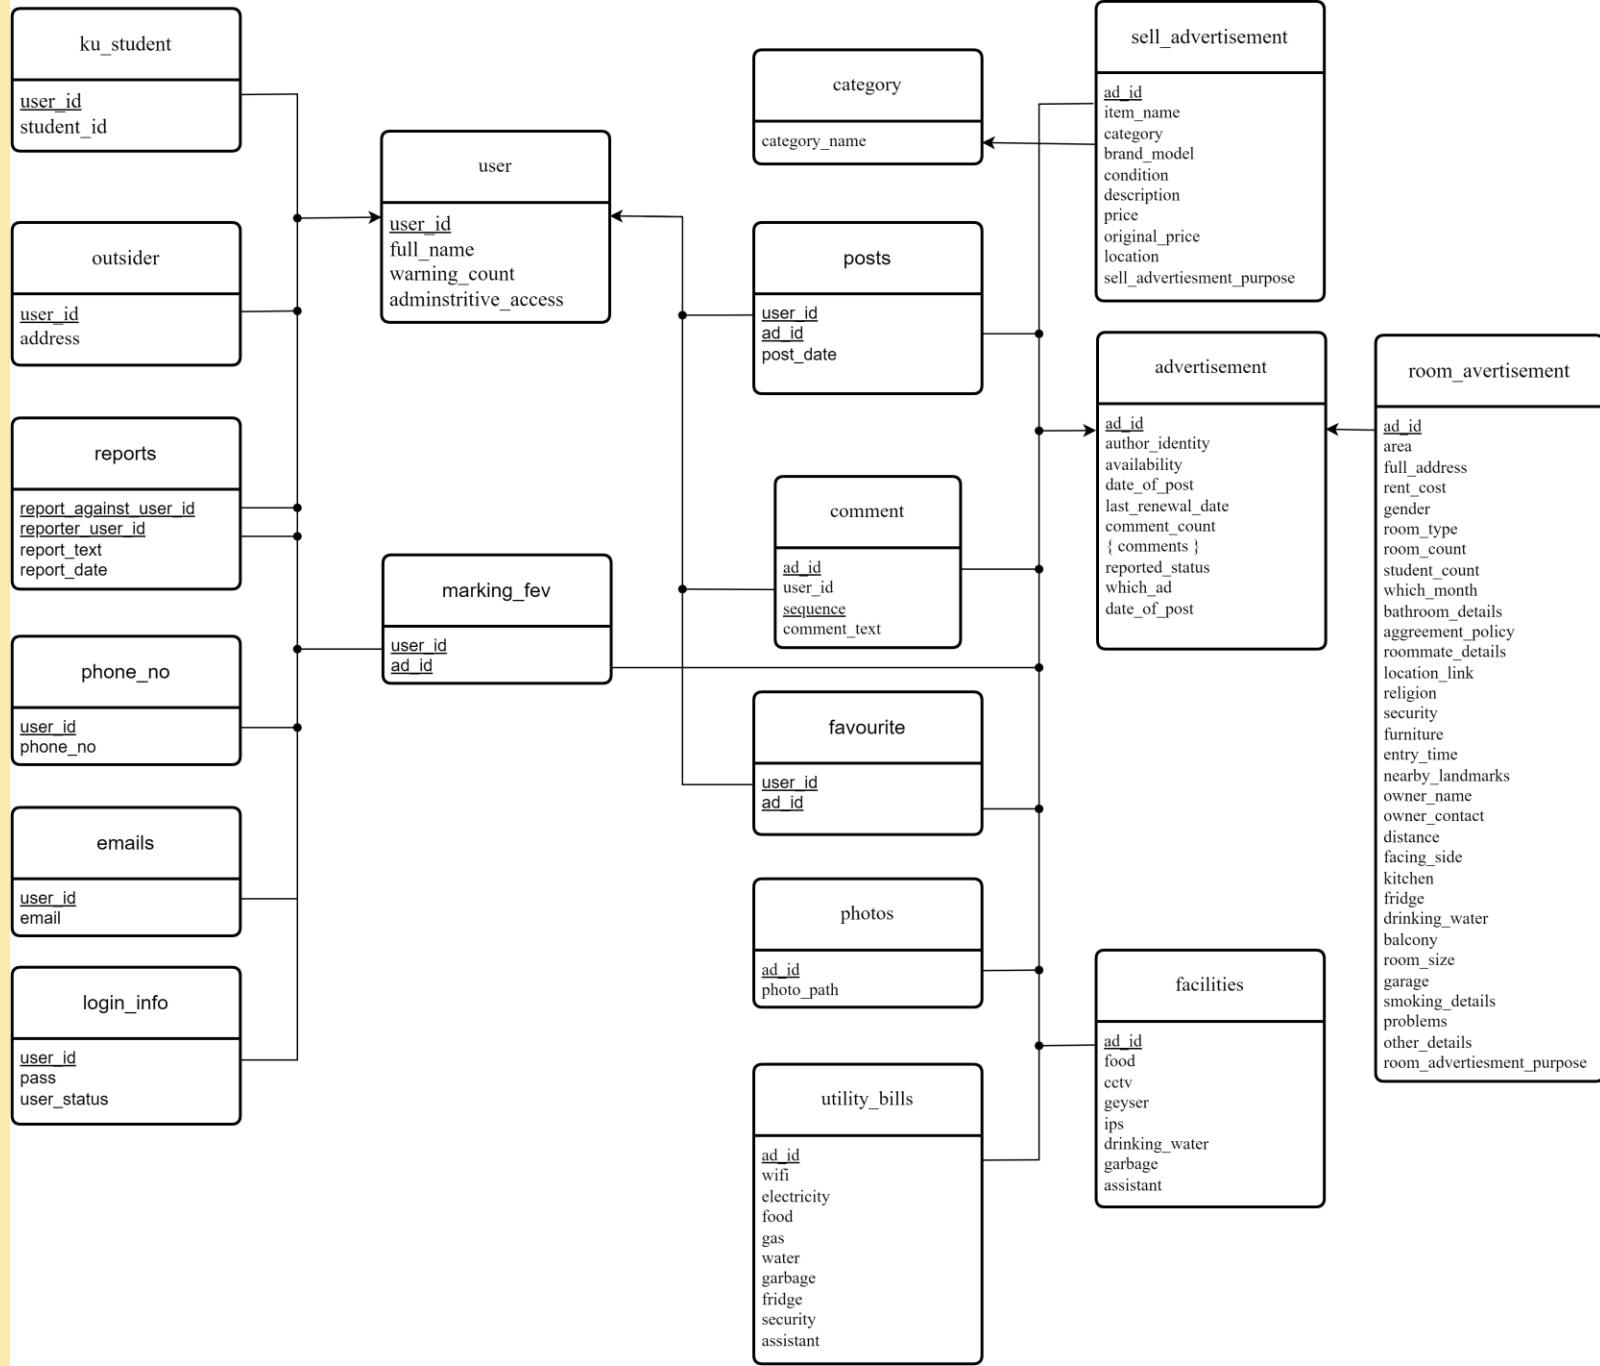 ku_student
user_id
student_id
outsider
user_id
address
reports
report_against_user_id
reporter_user_id
report_text
report_date
phone_no
user_id
phone_no
emails
user_id
email
login_info
user_id
pass
user_status
user
user_id
full_name
warning_count
adminstritive_access
marking_fev
user_id
ad_id
category
category_name
posts
user_id
ad_id
post_date
comment
ad_id
user_id
sequence
comment_text
favourite
user_id
ad_id
photos
ad_id
photo_path
utility_bills
ad_id
wifi
electricity
food
gas
water
garbage
fridge
security
assistant
sell_advertisement
ad_id
item_name
category
brand_model
condition
description
price
original_price
location
sell_advertiesment_purpose
advertisement
ad_id
author_identity
availability
date_of_post
last_renewal_date
comment_count
{ comments }
reported_status
which_ad
date_of_post
facilities
ad_id
food
cctv
geyser
ips
drinking_water
garbage
assistant
room_avertisement
ad_id
area
full_address
rent_cost
gender
room_type
room_count
student_count
which_month
bathroom_details
aggreement_policy
roommate_details
location_link
religion
security
furniture
entry_time
nearby_landmarks
owner_name
owner_contact
distance
facing_side
kitchen
fridge
drinking_water
balcony
room_size
garage
smoking_details
problems
other_details
room_advertiesment_purpose